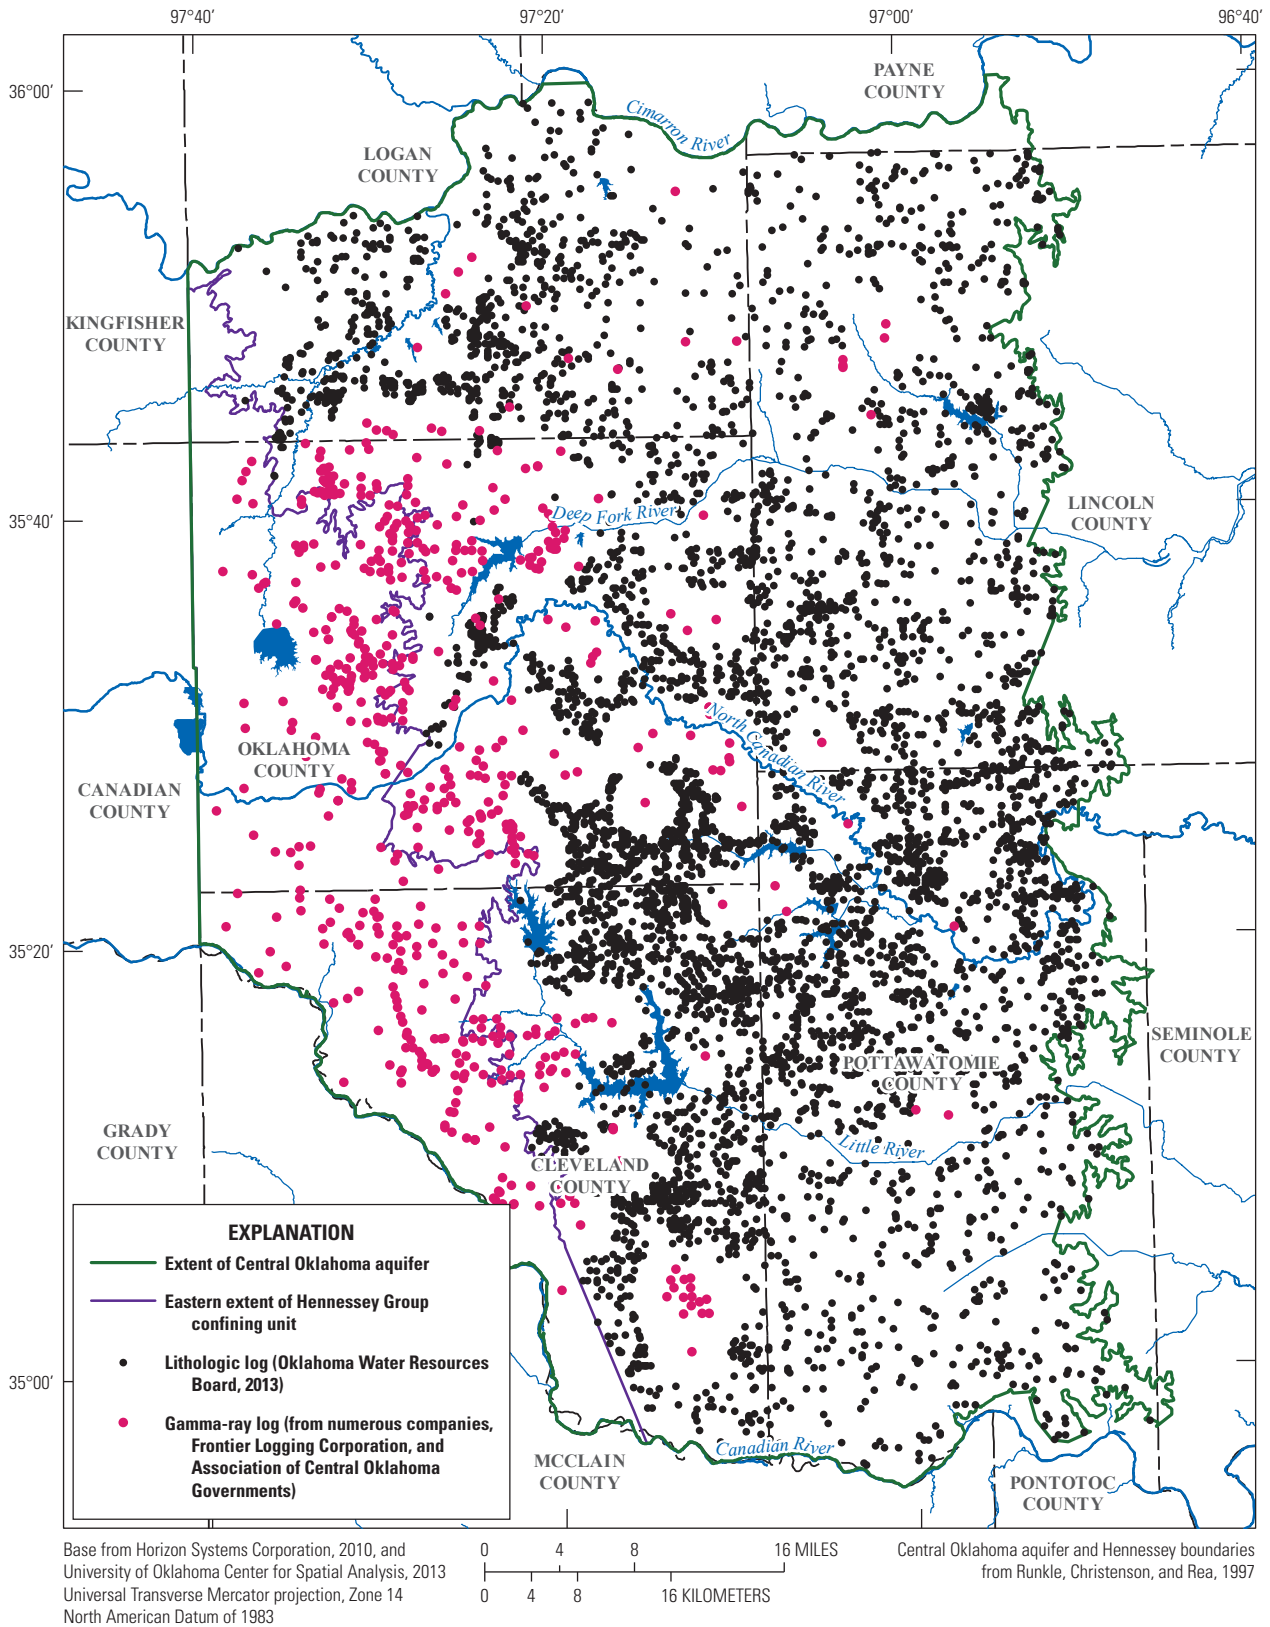 97°40′ 97°20′ 97°00′ 96°40′
36°00′
PAYNE
COUNTY
Cimarron River
LOGAN
COUNTY
KINGFISHER
COUNTY
LINCOLN
COUNTY
35°40′
Deep Fork River
North Canadian River
OKLAHOMA
COUNTY
CANADIAN
COUNTY
35°20′
SEMINOLE
COUNTY
POTTAWATOMIE
COUNTY
GRADY
COUNTY
Little River
CLEVELAND
COUNTY
35°00′
Canadian River
MCCLAIN
COUNTY
PONTOTOC
COUNTY
EXPLANATION
Extent of Central Oklahoma aquifer
Eastern extent of Hennessey Group
confining unit
Lithologic log (Oklahoma Water Resources
Board, 2013)
Gamma-ray log (from numerous companies,
Frontier Logging Corporation, and
Association of Central Oklahoma
Governments)
Base from Horizon Systems Corporation, 2010, and
University of Oklahoma Center for Spatial Analysis, 2013
Universal Transverse Mercator projection, Zone 14
North American Datum of 1983
0 4 8 16 MILES
0 4 8 16 KILOMETERS
Central Oklahoma aquifer and Hennessey boundaries
from Runkle, Christenson, and Rea, 1997